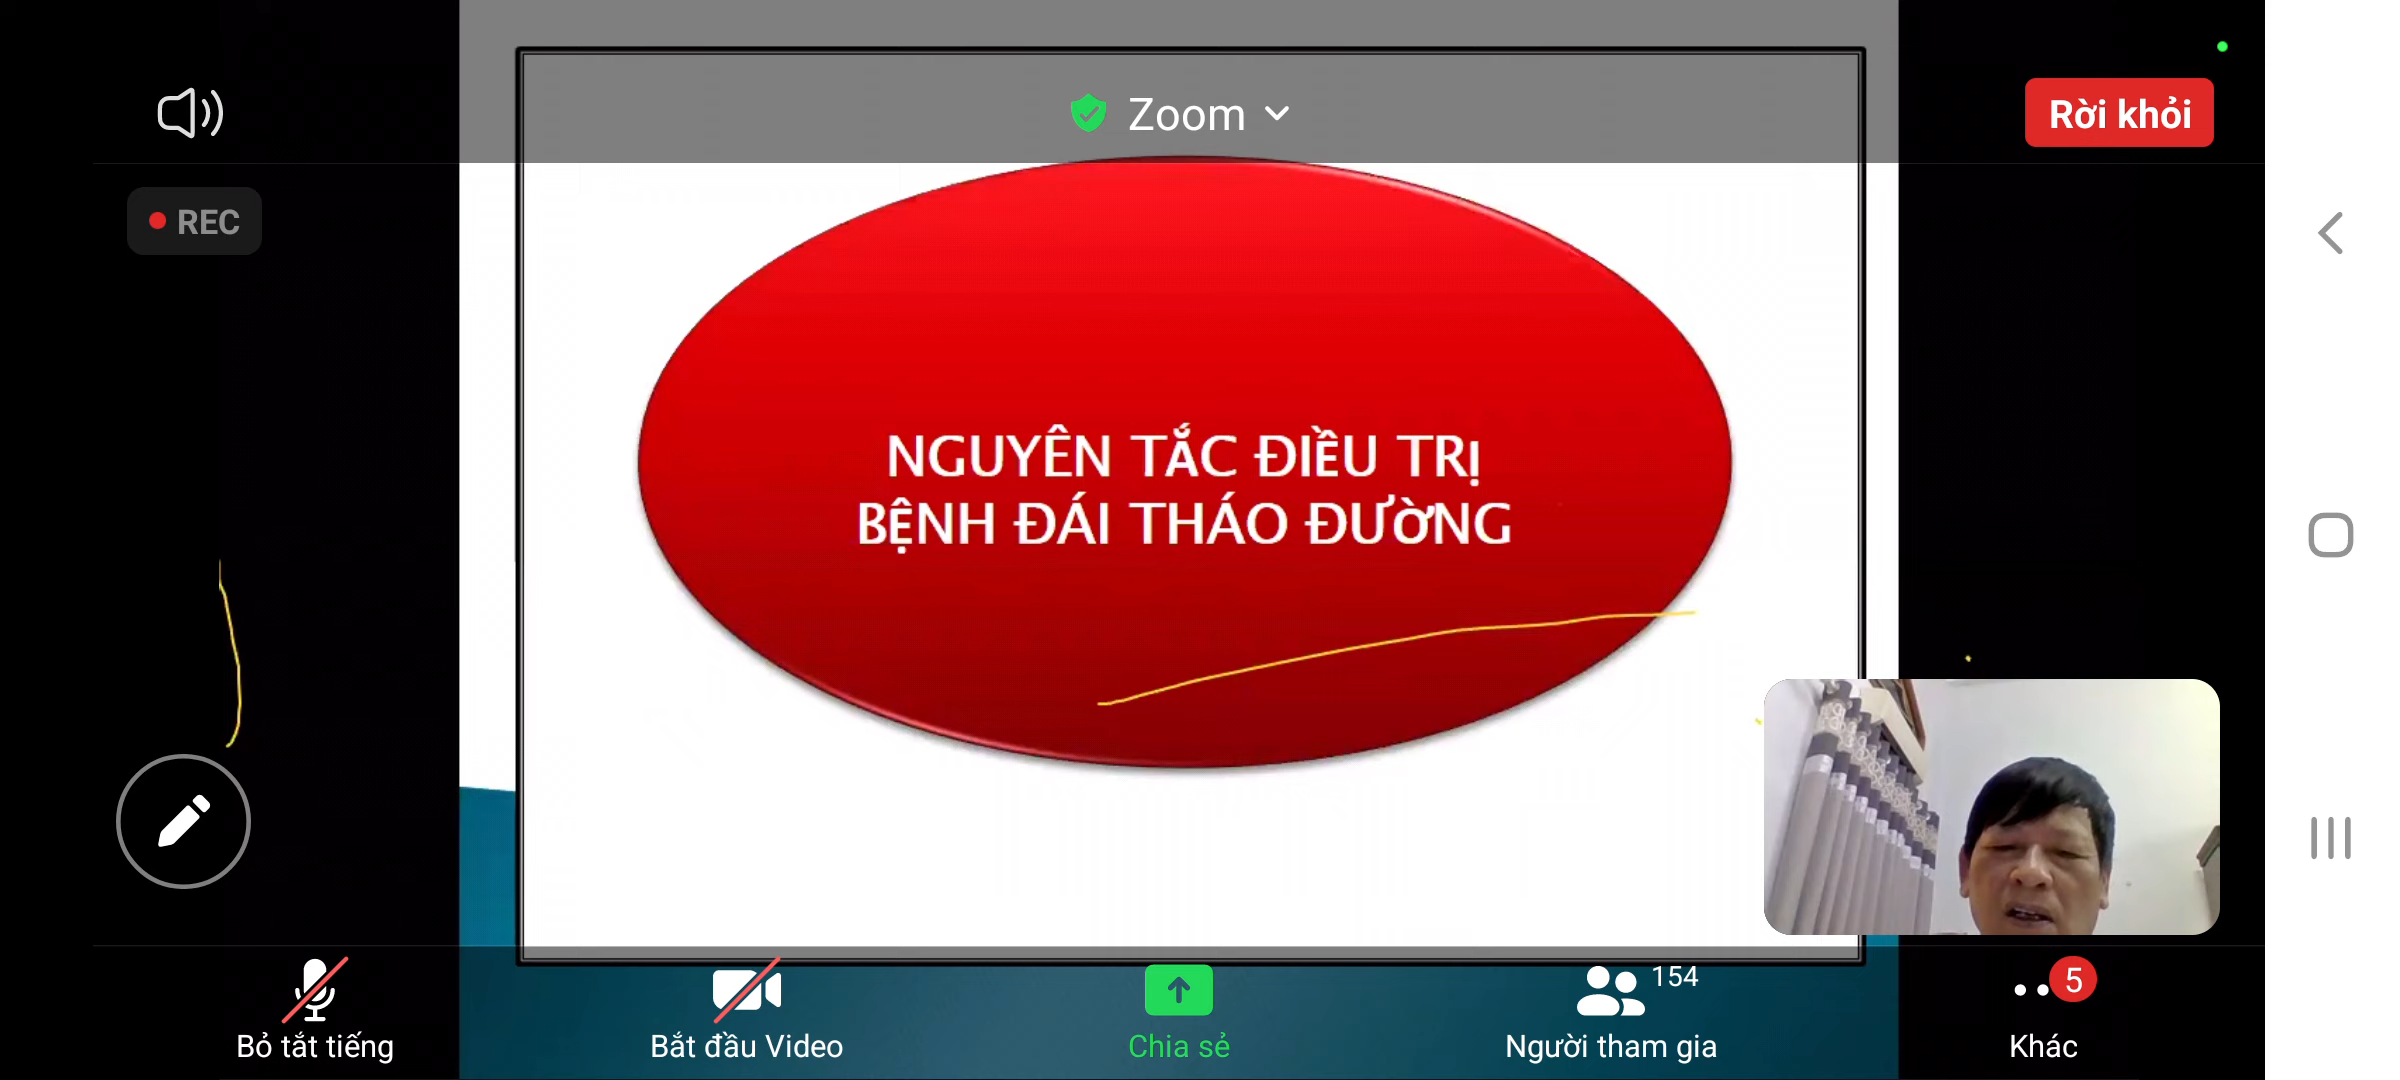 Zoom
Rời khỏi
REC
NGUYÊN TẮC ĐIỀU TRỊ
BỆNH ĐÁI THÁO ĐƯỜNG
154
5
Bỏ tắt tiếng
Bắt đầu Video
Chia sẻ
Người tham gia
Khác